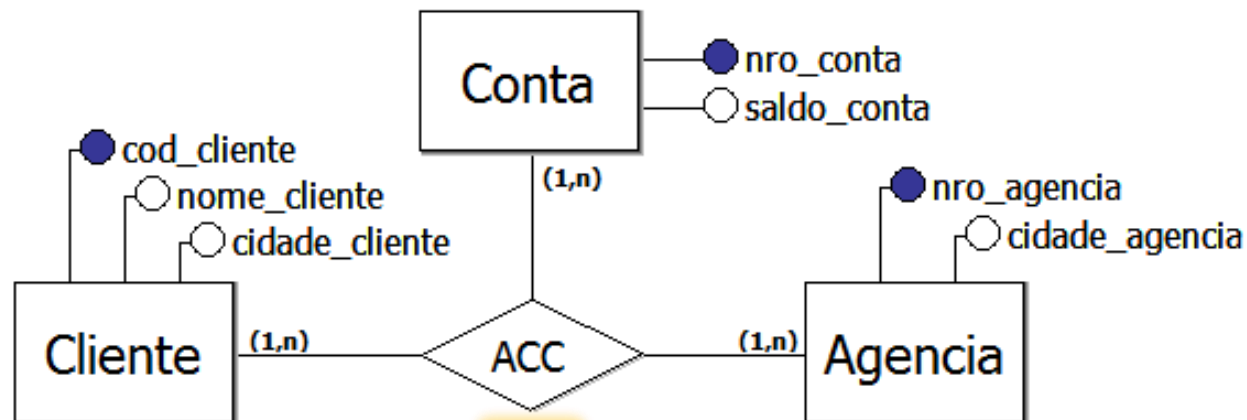 Conta
nro_conta
saldo_conta
(1,n)
cod_cliente
nome_cliente
cidade_cliente
nro_agencia
cidade_agencia
Cliente
(1,n)
ACC
(1,n)
Agencia